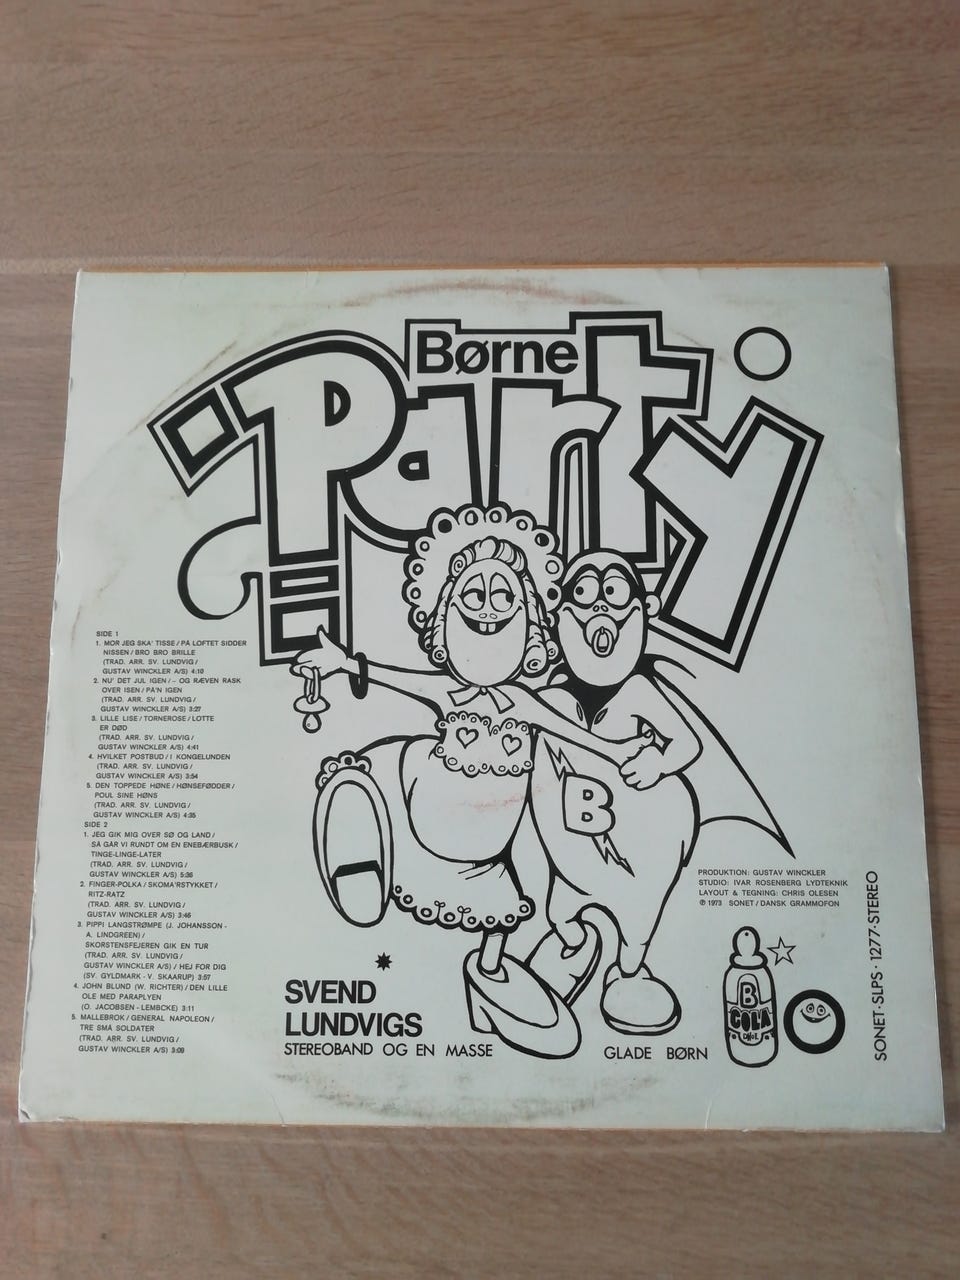 Børne
Party
SIDE 1
1. MOR JEG SKA' TISSE / PÅ LOFTET SIDDER
NISSEN / BRO BRO BRILLE
(TRAD. ARR. SV. LUNDVIG /
GUSTAV WINCKLER A/S) 4:10
2. NU' DET JUL IGEN / - OG RÆVEN RASK
OVER ISEN / PA'N IGEN
(TRAD. ARR. SV. LUNDVIG /
GUSTAV WINCKLER A/S) 3:27
3. LILLE LISE / TORNEROSE / LOTTE
ER DØD
(TRAD. ARR. SV. LUNDVIG /
GUSTAV WINCKLER A/S) 4:41
4. HVILKET POSTBUD / I KONGELUNDEN
(TRAD. ARR. SV. LUNDVIG /
GUSTAV WINCKLER A/S) 3:54
5. DEN TOPPEDE HØNE / HØNSEFØDDER /
POUL SINE HØNS
(TRAD. ARR. SV. LUNDVIG /
GUSTAV WINCKLER A/S) 4:35
SIDE 2
1. JEG GIK MIG OVER SØ OG LAND /
SÅ GÅR VI RUNDT OM EN ENEBÆRBUSK /
TINGE-LINGE-LATER
(TRAD. ARR. SV. LUNDVIG /
GUSTAV WINCKLER A/S) 5:36
2. FINGER-POLKA / SKOMA'RSTYKKET /
RITZ-RATZ
(TRAD. ARR. SV. LUNDVIG /
GUSTAV WINCKLER A/S) 3:46
3. PIPPI LANGSTRØMPE (J. JOHANSSON -
A. LINDGREEN) /
SKORSTENSFEJEREN GIK EN TUR
(TRAD. ARR. SV. LUNDVIG /
GUSTAV WINCKLER A/S) / HEJ FOR DIG
(SV. GYLDMARK - V. SKAARUP) 3:57
4. JOHN BLUND (W. RICHTER) / DEN LILLE
OLE MED PARAPLYEN
(O. JACOBSEN - LEMBCKE) 3:11
5. MALLEBROK / GENERAL NAPOLEON /
TRE SMÅ SOLDATER
(TRAD. ARR. SV. LUNDVIG /
GUSTAV WINCKLER A/S) 3:09
B
PRODUKTION: GUSTAV WINCKLER
STUDIO: IVAR ROSENBERG LYDTEKNIK
LAYOUT & TEGNING: CHRIS OLESEN
℗ 1973 SONET / DANSK GRAMMOFON
SVEND
LUNDVIGS
STEREOBAND OG EN MASSE GLADE BØRN
B
COLA
SONET·SLPS·1277·STEREO